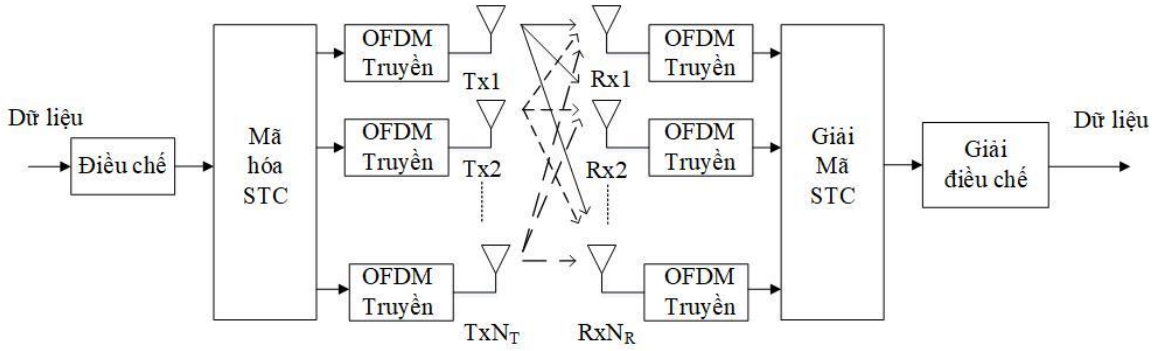 Dữ liệu
Điều chế
Mã
hóa
STC
OFDM
Truyền
Tx1
OFDM
Truyền
Tx2
OFDM
Truyền
TxN_T
Rx1
OFDM
Truyền
Rx2
OFDM
Truyền
RxN_R
OFDM
Truyền
Giải
Mã
STC
Giải
điều chế
Dữ liệu